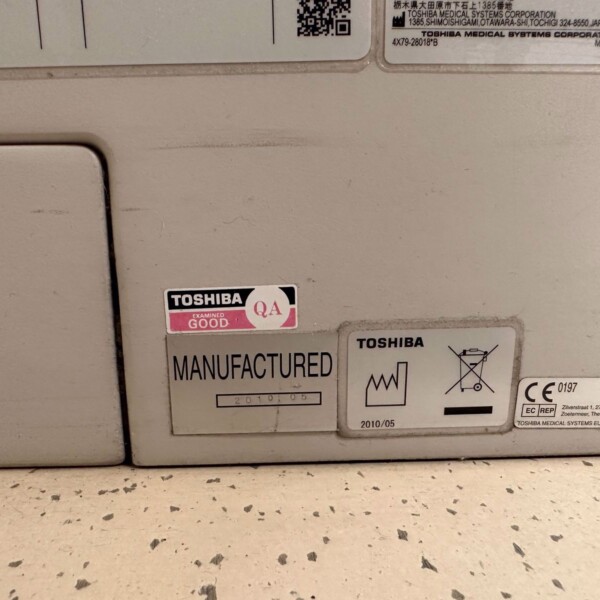 栃木県大田原市下石上1385番地
TOSHIBA MEDICAL SYSTEMS CORPORATION
1385, SHIMOISHIGAMI, OTAWARA-SHI, TOCHIGI 324-8550, JA
TOSHIBA MEDICAL SYSTEMS CORPORAT
4X79-28018*B
M
TOSHIBA
EXAMINED
GOOD
QA
MANUFACTURED
2010.05
TOSHIBA
2010/05
CE 0197
EC REP
Zilverstraat 1, 27
Zoetermeer, The
TOSHIBA MEDICAL SYSTEMS EU